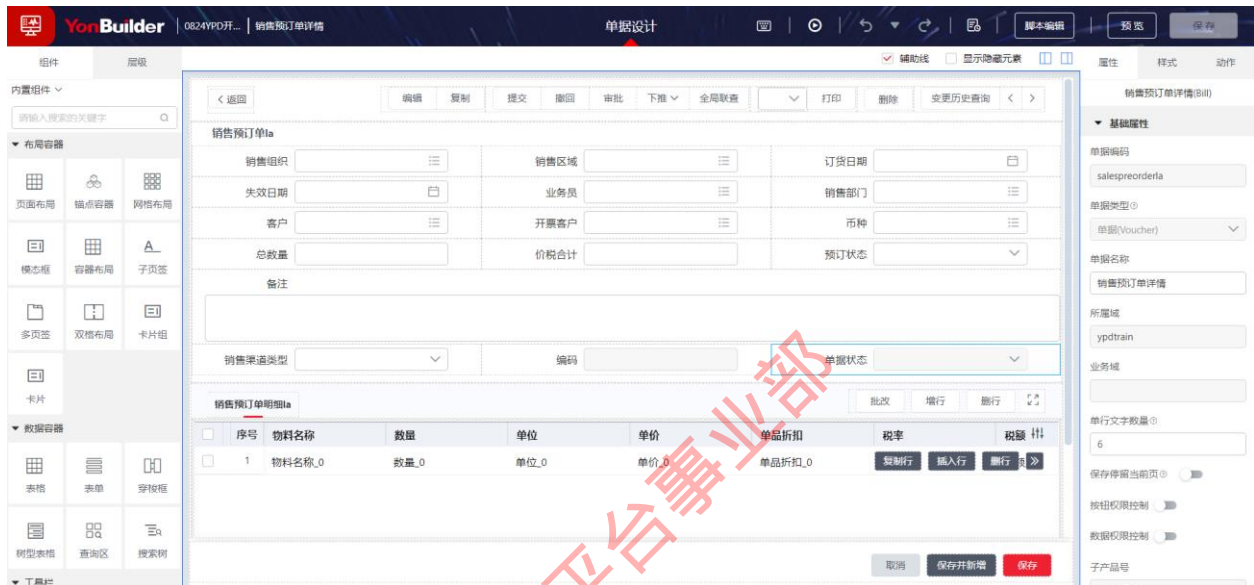 YonBuilder 0824YPD开... 销售预订单详情 单据设计 脚本编辑 预览 保存
组件 层级 辅助线 显示隐藏元素 属性 样式 动作
内置组件
请输入搜索的关键字
布局容器
页面布局 锚点容器 网格布局
模态框 容器布局 子页签
多页签 双格布局 卡片组
卡片
数据容器
表格 表单 穿梭框
树型表格 查询区 搜索树
工具栏
返回 编辑 复制 提交 撤回 审批 下推 全局联查 打印 删除 变更历史查询
销售预订单la
销售组织 销售区域 订货日期
失效日期 业务员 销售部门
客户 开票客户 币种
总数量 价税合计 预订状态
备注
销售渠道类型 编码 单据状态
销售预订单明细la 批改 增行 删行
序号 物料名称 数量 单位 单价 单品折扣 税率 税额
1 物料名称_0 数量_0 单位_0 单价_0 单品折扣_0 复制行 插入行 删行
取消 保存并新增 保存
平台事业部
销售预订单详情(Bill)
基础属性
单据编码
salespreorderla
单据类型
单据(Voucher)
单据名称
销售预订单详情
所属域
ypdtrain
业务域
单行文字数量
6
保存停留当前页
按钮权限控制
数据权限控制
子产品号